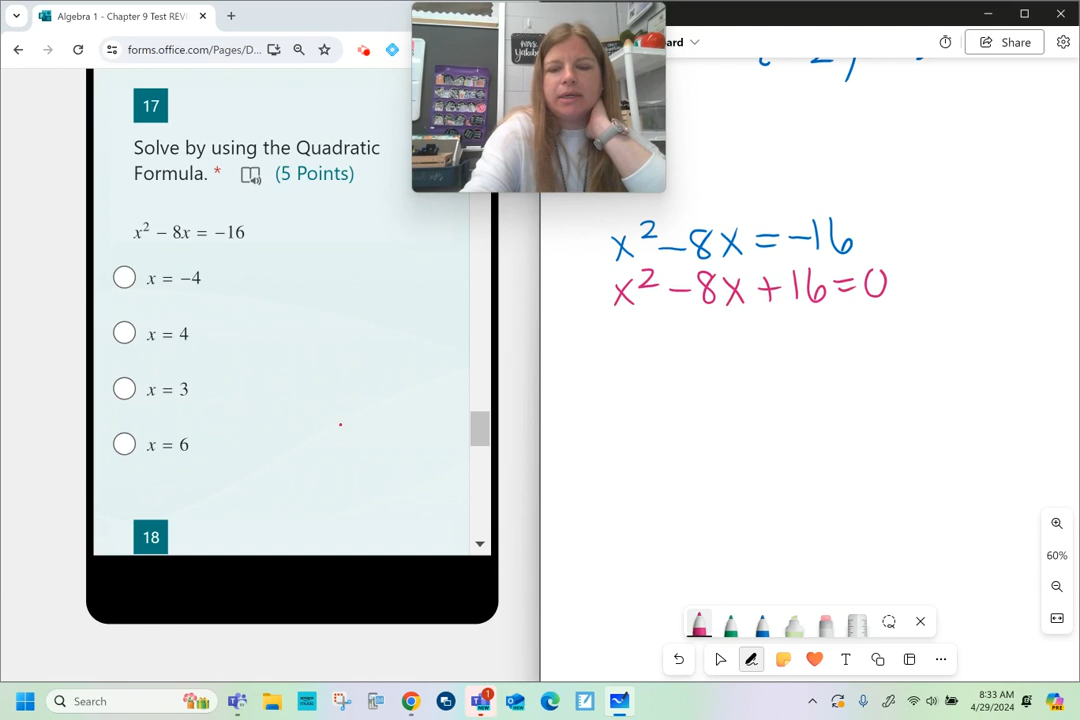 Algebra 1 - Chapter 9 Test REVI
forms.office.com/Pages/D...
ard
Share
17
Solve by using the Quadratic
Formula. * (5 Points)
x² − 8x = −16
x = −4
x = 4
x = 3
x = 6
18
x² − 8x = −16
x² − 8x + 16 = 0
60%
Search
8:33 AM
4/29/2024